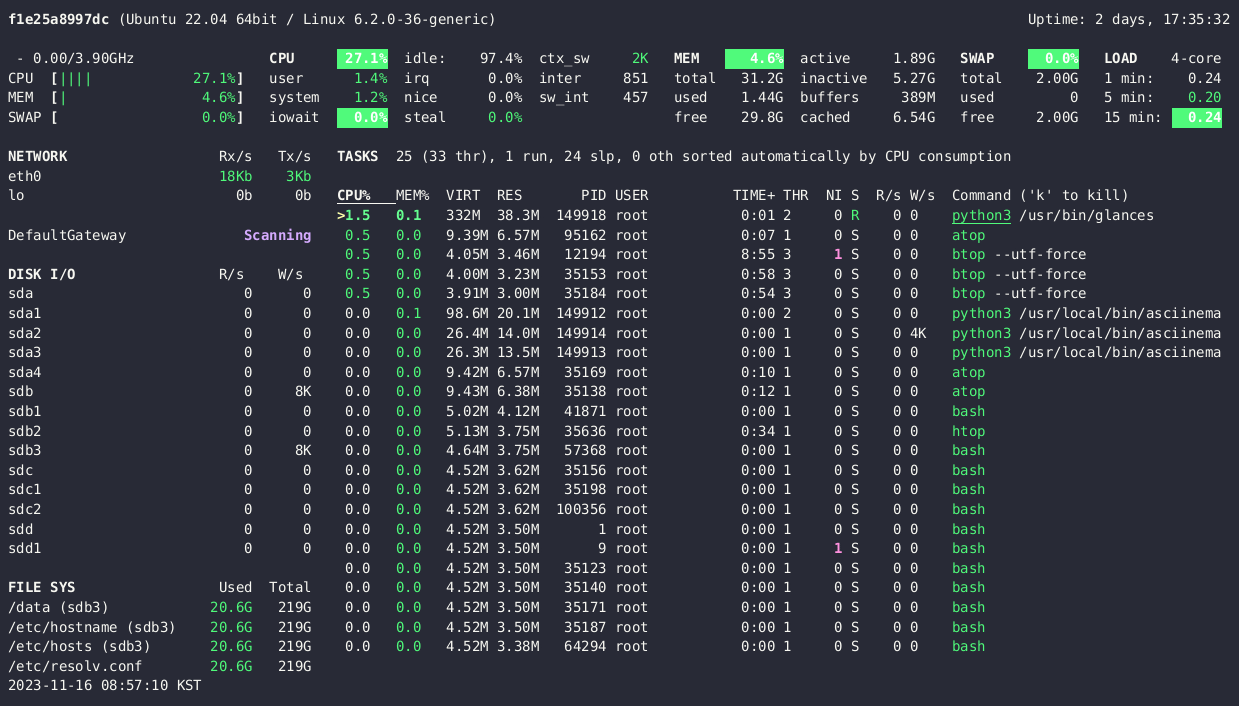 f1e25a8997dc (Ubuntu 22.04 64bit / Linux 6.2.0-36-generic) Uptime: 2 days, 17:35:32
- 0.00/3.90GHz CPU 27.1% idle: 97.4% ctx_sw 2K MEM 4.6% active 1.89G SWAP 0.0% LOAD 4-core
CPU [|||| 27.1%] user 1.4% irq 0.0% inter 851 total 31.2G inactive 5.27G total 2.00G 1 min: 0.24
MEM [| 4.6%] system 1.2% nice 0.0% sw_int 457 used 1.44G buffers 389M used 0 5 min: 0.20
SWAP [ 0.0%] iowait 0.0% steal 0.0% free 29.8G cached 6.54G free 2.00G 15 min: 0.24
NETWORK Rx/s Tx/s TASKS 25 (33 thr), 1 run, 24 slp, 0 oth sorted automatically by CPU consumption
eth0 18Kb 3Kb
lo 0b 0b CPU% MEM% VIRT RES PID USER TIME+ THR NI S R/s W/s Command ('k' to kill)
>1.5 0.1 332M 38.3M 149918 root 0:01 2 0 R 0 0 python3 /usr/bin/glances
DefaultGateway Scanning 0.5 0.0 9.39M 6.57M 95162 root 0:07 1 0 S 0 0 atop
0.5 0.0 4.05M 3.46M 12194 root 8:55 3 1 S 0 0 btop --utf-force
DISK I/O R/s W/s 0.5 0.0 4.00M 3.23M 35153 root 0:58 3 0 S 0 0 btop --utf-force
sda 0 0 0.5 0.0 3.91M 3.00M 35184 root 0:54 3 0 S 0 0 btop --utf-force
sda1 0 0 0.0 0.1 98.6M 20.1M 149912 root 0:00 2 0 S 0 0 python3 /usr/local/bin/asciinema
sda2 0 0 0.0 0.0 26.4M 14.0M 149914 root 0:00 1 0 S 0 4K python3 /usr/local/bin/asciinema
sda3 0 0 0.0 0.0 26.3M 13.5M 149913 root 0:00 1 0 S 0 0 python3 /usr/local/bin/asciinema
sda4 0 0 0.0 0.0 9.42M 6.57M 35169 root 0:10 1 0 S 0 0 atop
sdb 0 8K 0.0 0.0 9.43M 6.38M 35138 root 0:12 1 0 S 0 0 atop
sdb1 0 0 0.0 0.0 5.02M 4.12M 41871 root 0:00 1 0 S 0 0 bash
sdb2 0 0 0.0 0.0 5.13M 3.75M 35636 root 0:34 1 0 S 0 0 htop
sdb3 0 8K 0.0 0.0 4.64M 3.75M 57368 root 0:00 1 0 S 0 0 bash
sdc 0 0 0.0 0.0 4.52M 3.62M 35156 root 0:00 1 0 S 0 0 bash
sdc1 0 0 0.0 0.0 4.52M 3.62M 35198 root 0:00 1 0 S 0 0 bash
sdc2 0 0 0.0 0.0 4.52M 3.62M 100356 root 0:00 1 0 S 0 0 bash
sdd 0 0 0.0 0.0 4.52M 3.50M 1 root 0:00 1 0 S 0 0 bash
sdd1 0 0 0.0 0.0 4.52M 3.50M 9 root 0:00 1 1 S 0 0 bash
0.0 0.0 4.52M 3.50M 35123 root 0:00 1 0 S 0 0 bash
FILE SYS Used Total 0.0 0.0 4.52M 3.50M 35140 root 0:00 1 0 S 0 0 bash
/data (sdb3) 20.6G 219G 0.0 0.0 4.52M 3.50M 35171 root 0:00 1 0 S 0 0 bash
/etc/hostname (sdb3) 20.6G 219G 0.0 0.0 4.52M 3.50M 35187 root 0:00 1 0 S 0 0 bash
/etc/hosts (sdb3) 20.6G 219G 0.0 0.0 4.52M 3.38M 64294 root 0:00 1 0 S 0 0 bash
/etc/resolv.conf 20.6G 219G
2023-11-16 08:57:10 KST